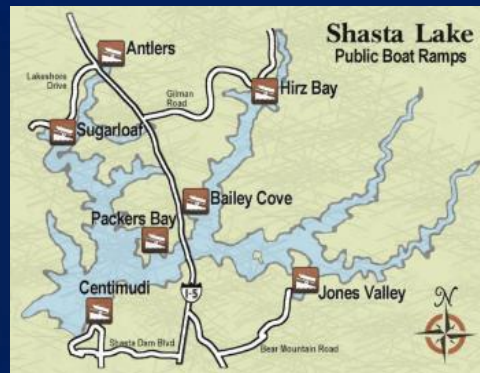 Shasta Lake
Public Boat Ramps
Antlers
Lakeshore
Drive
Gilman
Road
Hirz Bay
Sugarloaf
Bailey Cove
Packers Bay
Centimudi
I-5
Jones Valley
N
Shasta Dam Blvd
Bear Mountain Road